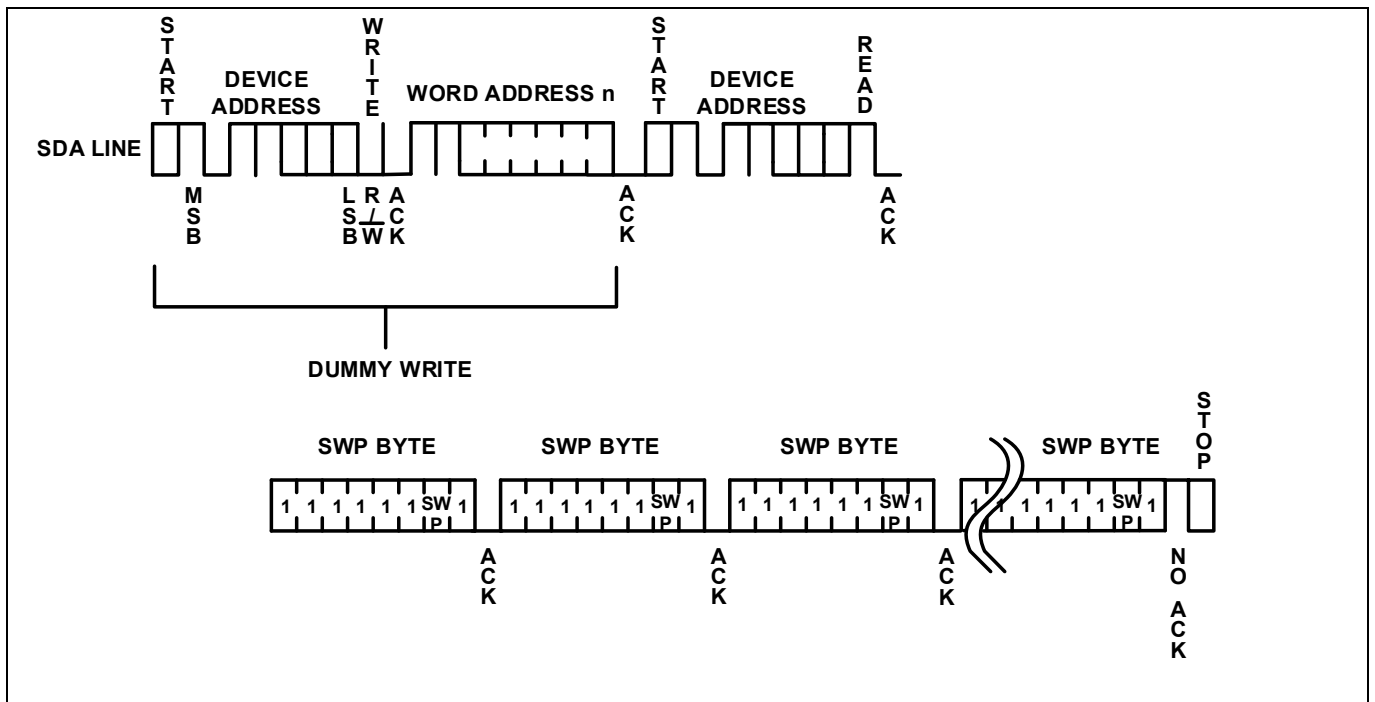 START
WRITE
START
READ
DEVICE
ADDRESS
WORD ADDRESS n
DEVICE
ADDRESS
SDA LINE
MSB
LSB
R/W
ACK
ACK
ACK
DUMMY WRITE
STOP
SWP BYTE
SWP BYTE
SWP BYTE
SWP BYTE
1 1 1 1 1 1 SWP 1
1 1 1 1 1 1 SWP 1
1 1 1 1 1 1 SWP 1
1 1 1 1 1 1 SWP 1
ACK
ACK
ACK
NO ACK